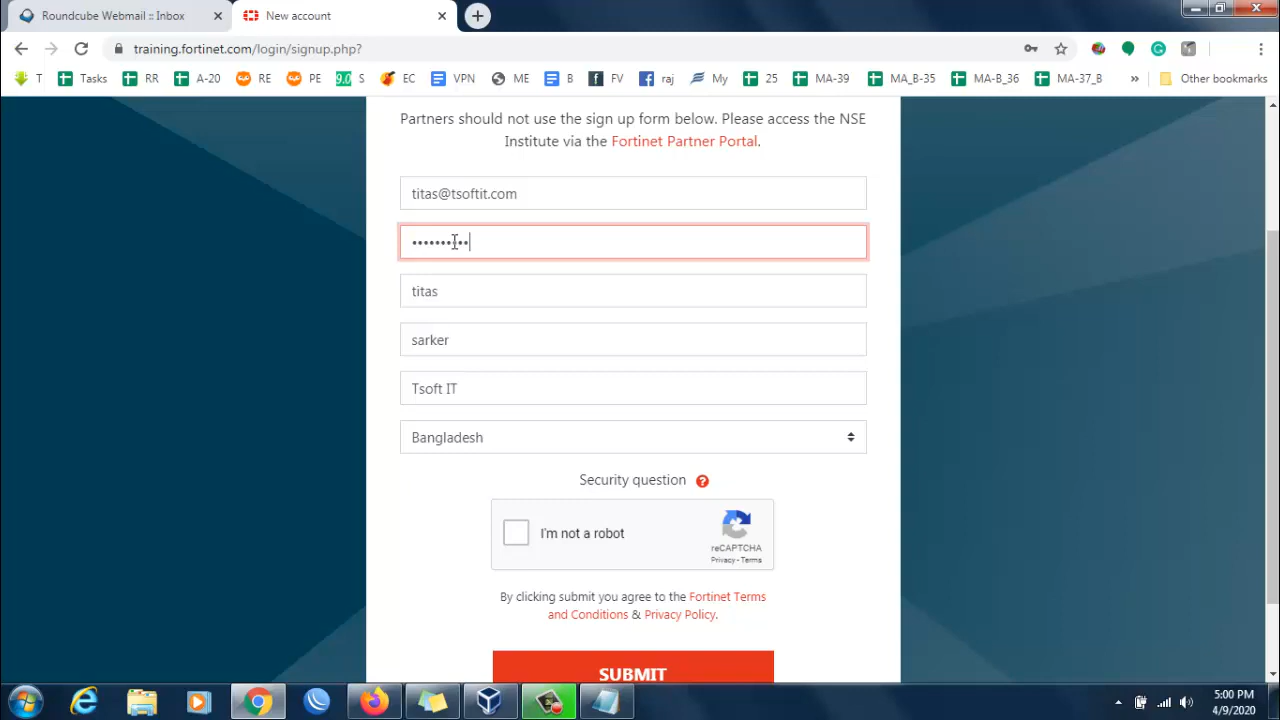 Roundcube Webmail :: Inbox
New account
training.fortinet.com/login/signup.php?
T
Tasks
RR
A-20
RE
PE
9.0
S
EC
VPN
ME
B
FV
raj
My
25
MA-39
MA_B-35
MA-B_36
MA-37_B
»
Other bookmarks
Partners should not use the sign up form below. Please access the NSE
Institute via the Fortinet Partner Portal.
titas@tsoftit.com
titas
sarker
Tsoft IT
Bangladesh
Security question
I'm not a robot
reCAPTCHA
Privacy - Terms
By clicking submit you agree to the Fortinet Terms
and Conditions & Privacy Policy.
SUBMIT
5:00 PM
4/9/2020